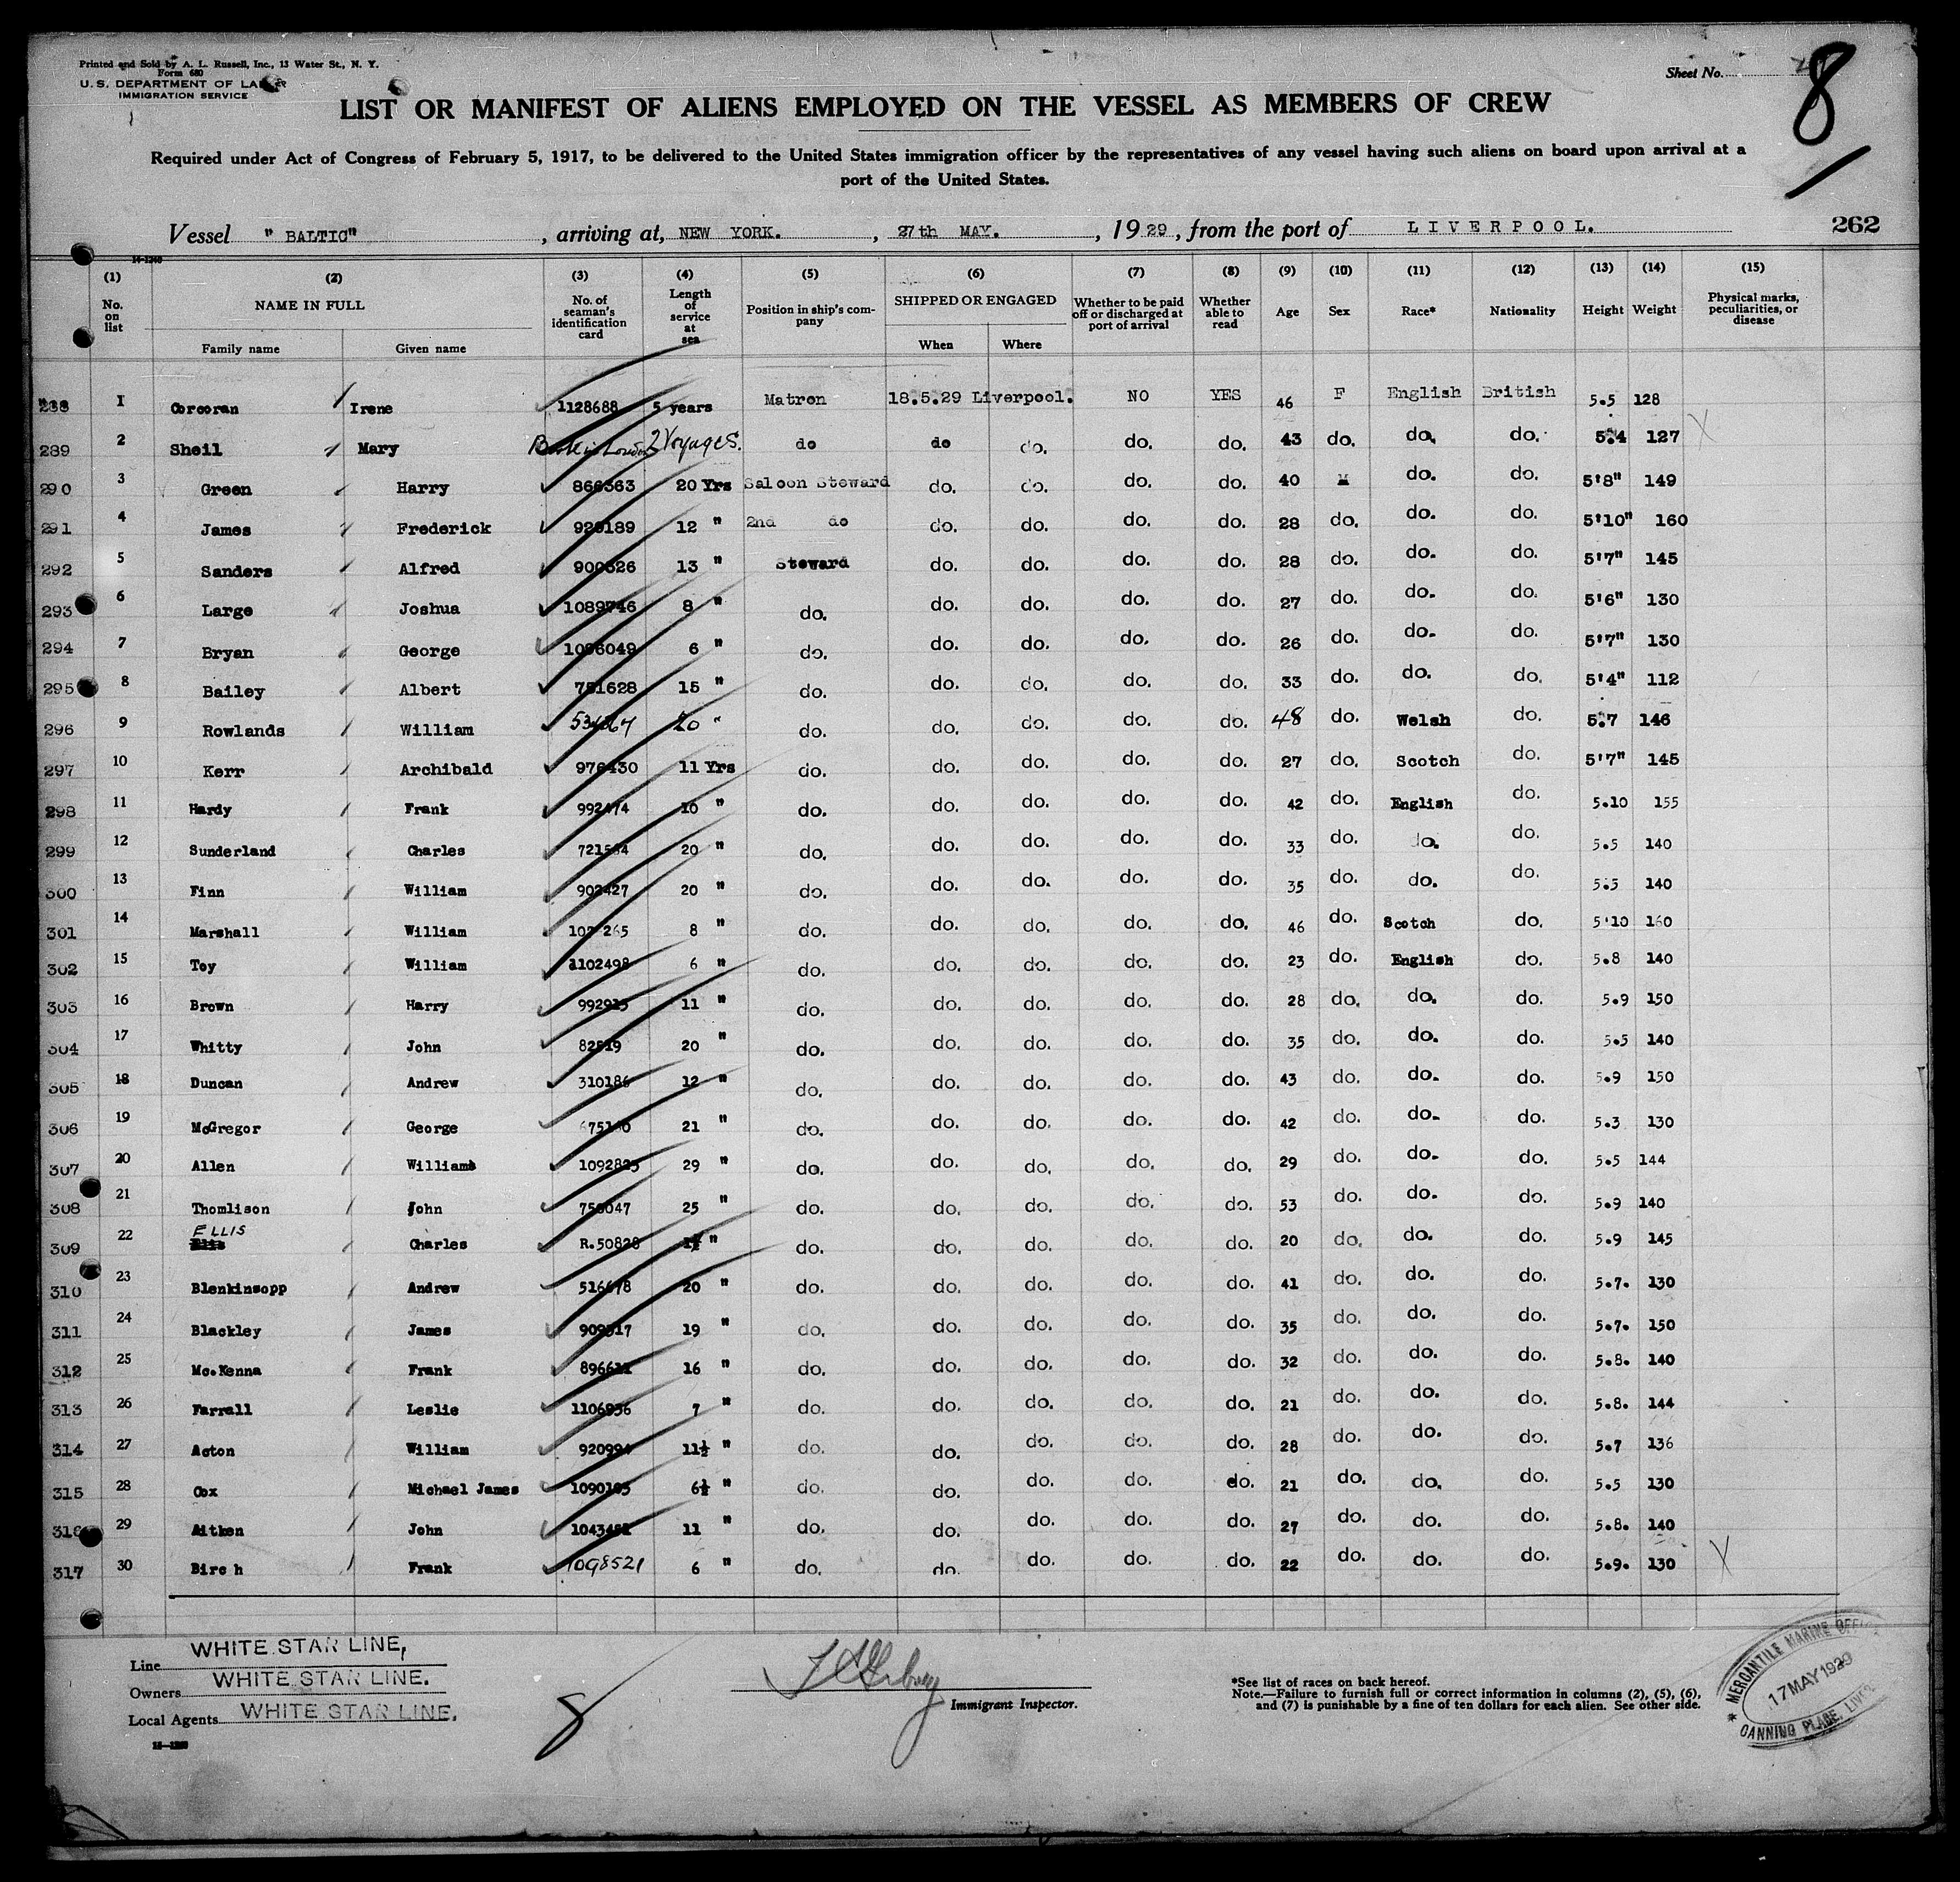 Printed and Sold by A. L. Russell, Inc., 13 Water St., N. Y.
Form 680
U. S. DEPARTMENT OF LABOR
IMMIGRATION SERVICE
Sheet No.
8
LIST OR MANIFEST OF ALIENS EMPLOYED ON THE VESSEL AS MEMBERS OF CREW
Required under Act of Congress of February 5, 1917, to be delivered to the United States immigration officer by the representatives of any vessel having such aliens on board upon arrival at a
port of the United States.
Vessel "BALTIC", arriving at, NEW YORK., 27th MAY., 1929, from the port of LIVERPOOL. 262
14-1240
(1) (2) (3) (4) (5) (6) (7) (8) (9) (10) (11) (12) (13) (14) (15)
No. on list NAME IN FULL Family name Given name No. of seaman's identification card Length of service at sea Position in ship's company SHIPPED OR ENGAGED When Where Whether to be paid off or discharged at port of arrival Whether able to read Age Sex Race* Nationality Height Weight Physical marks, peculiarities, or disease
288 1 Corcoran Irene 1128688 5 years Matron 18.5.29 Liverpool. NO YES 46 F English British 5.5 128
289 2 Sheil Mary 2 Voyages. do do do. do. do. 43 do. do. do. 5.4 127 X
290 3 Green Harry 866363 20 Yrs Saloon Steward do. do. do. do. 40 M do. do. 5'8" 149
291 4 James Frederick 920189 12 " 2nd do do. do. do. do. 28 do. do. do. 5'10" 160
292 5 Sanders Alfred 900526 13 " Steward do. do. do. do. 28 do. do. do. 5'7" 145
293 6 Large Joshua 1089746 8 " do. do. do. do. do. 27 do. do. do. 5'6" 130
294 7 Bryan George 1096049 6 " do. do. do. do. do. 26 do. do. do. 5'7" 130
295 8 Bailey Albert 751628 15 " do. do. do. do. do. 33 do. do. do. 5'4" 112
296 9 Rowlands William 20 " do. do. do. do. do. 48 do. Welsh do. 5.7 146
297 10 Kerr Archibald 976430 11 Yrs do. do. do. do. do. 27 do. Scotch do. 5'7" 145
298 11 Hardy Frank 992474 10 " do. do. do. do. do. 42 do. English do. 5.10 155
299 12 Sunderland Charles 20 " do. do. do. do. do. 33 do. do. do. 5.5 140
300 13 Finn William 902427 20 " do. do. do. do. do. 35 do. do. do. 5.5 140
301 14 Marshall William 8 " do. do. do. do. do. 46 do. Scotch do. 5'10 160
302 15 Toy William 1102498 6 " do. do. do. do. do. 23 do. English do. 5.8 140
303 16 Brown Harry 11 " do. do. do. do. do. 28 do. do. do. 5.9 150
304 17 Whitty John 20 " do. do. do. do. do. 35 do. do. do. 5.5 140
305 18 Duncan Andrew 310186 12 " do. do. do. do. do. 43 do. do. do. 5.9 150
306 19 McGregor George 21 " do. do. do. do. do. 42 do. do. do. 5.3 130
307 20 Allen William 29 " do. do. do. do. do. 29 do. do. do. 5.5 144
308 21 Thomlison John 25 " do. do. do. do. do. 53 do. do. do. 5.9 140
309 22 ELLIS Charles R.50828 1½ " do. do. do. do. do. 20 do. do. do. 5.9 145
310 23 Blenkinsopp Andrew 516678 20 " do. do. do. do. do. 41 do. do. do. 5.7. 130
311 24 Blackley James 909517 19 " do. do. do. do. do. 35 do. do. do. 5.7. 150
312 25 Mc.Kenna Frank 16 " do. do. do. do. do. 32 do. do. do. 5.8. 140
313 26 Farrall Leslie 1106936 7 " do. do. do. do. do. 21 do. do. do. 5.8. 144
314 27 Acton William 920994 11½ " do. do. do. do. do. 28 do. do. do. 5.7 136
315 28 Cox Michael James 6½ " do. do. do. do. do. 21 do. do. do. 5.5 130
316 29 Aitken John 11 " do. do. do. do. do. 27 do. do. do. 5.8. 140
317 30 Birch Frank 1098521 6 " do. do. do. do. do. 22 do. do. do. 5.9. 130 X
Line WHITE STAR LINE,
Owners WHITE STAR LINE.
Local Agents WHITE STAR LINE.
8
Immigrant Inspector.
*See list of races on back hereof.
Note.—Failure to furnish full or correct information in columns (2), (5), (6),
and (7) is punishable by a fine of ten dollars for each alien. See other side.
MERCANTILE MARINE OFFICE
17 MAY 1929
CANNING PLACE,